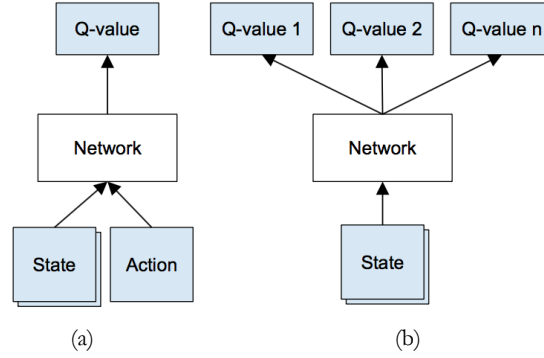 Q-value
Network
State
Action
(a)
Q-value 1
Q-value 2
Q-value n
Network
State
(b)